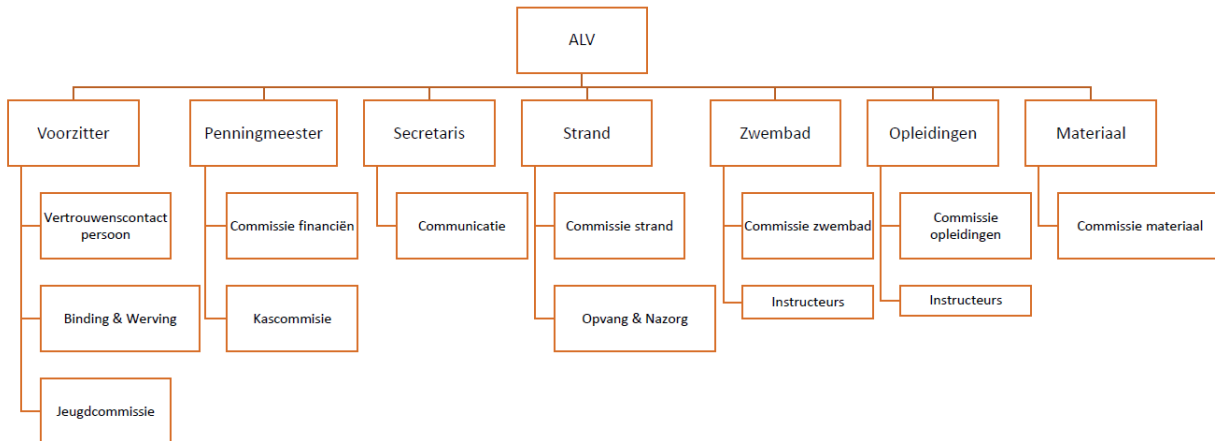 ALV
Voorzitter
Penningmeester
Secretaris
Strand
Zwembad
Opleidingen
Materiaal
Vertrouwenscontact
persoon
Commissie financiën
Communicatie
Commissie strand
Commissie zwembad
Commissie
opleidingen
Commissie materiaal
Binding & Werving
Kascommisie
Opvang & Nazorg
Instructeurs
Instructeurs
Jeugdcommissie